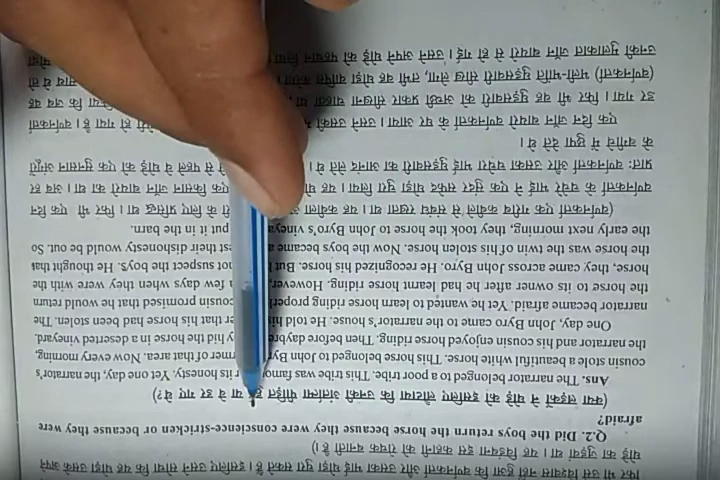 फिर भी उसे विश्वास नहीं हुआ कि वर्णनकर्ता और उसका भाई घोड़ा चुरा सकते हैं। इसलिए उसने सोचा कि यह घोड़ा उसके अपने
घोड़े का जुड़वां था। यह विडंबना इस कहानी को रोचक बनाती है।)
Q.2. Did the boys return the horse because they were conscience-stricken or because they were
afraid?
(क्या लड़कों ने घोड़े को इसलिए लौटाया कि उनकी अंतरात्मा पीड़ित या वे डर गए थे?)
Ans. The narrator belonged to a poor tribe. This tribe was its honesty. Yet one day, the narrator's
cousin stole a beautiful white horse. This horse belonged to John By of that area. Now every morning,
the narrator and his cousin enjoyed horse riding. Then before hid the horse in a deserted vineyard.
One day, John Byro came to the narrator's house. He told his that his horse had been stolen. The
narrator became afraid. Yet he wanted to learn horse riding cousin promised that he would return
the horse to its owner after he had learnt horse riding. However, a few days when they were with the
horse, they came across John Byro. He recognized his horse. But not suspect the boys. He thought that
the horse was the twin of his stolen horse. Now the boys became their dishonesty would be out. So
the early next morning, they took the horse to John Byro's put it in the barn.
(वर्णनकर्ता एक गरीब कबीले से संबंध रखता था। यह कबीला के लिए प्रसिद्ध था। फिर भी एक दिन
वर्णनकर्ता के चचेरे भाई ने एक सुंदर सफेद घोड़ा चुरा लिया। यह एक किसान जॉन बायरो का था। अब हर
प्रातः वर्णनकर्ता और उसका चचेरा भाई घुड़सवारी का आनंद लेते थे। से पहले वे घोड़े को एक सुनसान अंगूरों
के बगीचे में छुपा देते थे।
एक दिन जॉन बायरो वर्णनकर्ता के घर आया। उसने उसकी हो गया है। वर्णनकर्ता
डर गया। फिर भी वह घुड़सवारी को अच्छी प्रकार सीखना चाहता था किया कि जब वह
(वर्णनकर्ता) भली-भांति घुड़सवारी सीख लेगा, तभी वह घोड़ा वापिस
उनकी मुलाकात जॉन बायरो से हो गई। उसने अपने घोड़े को पहचान लिया।